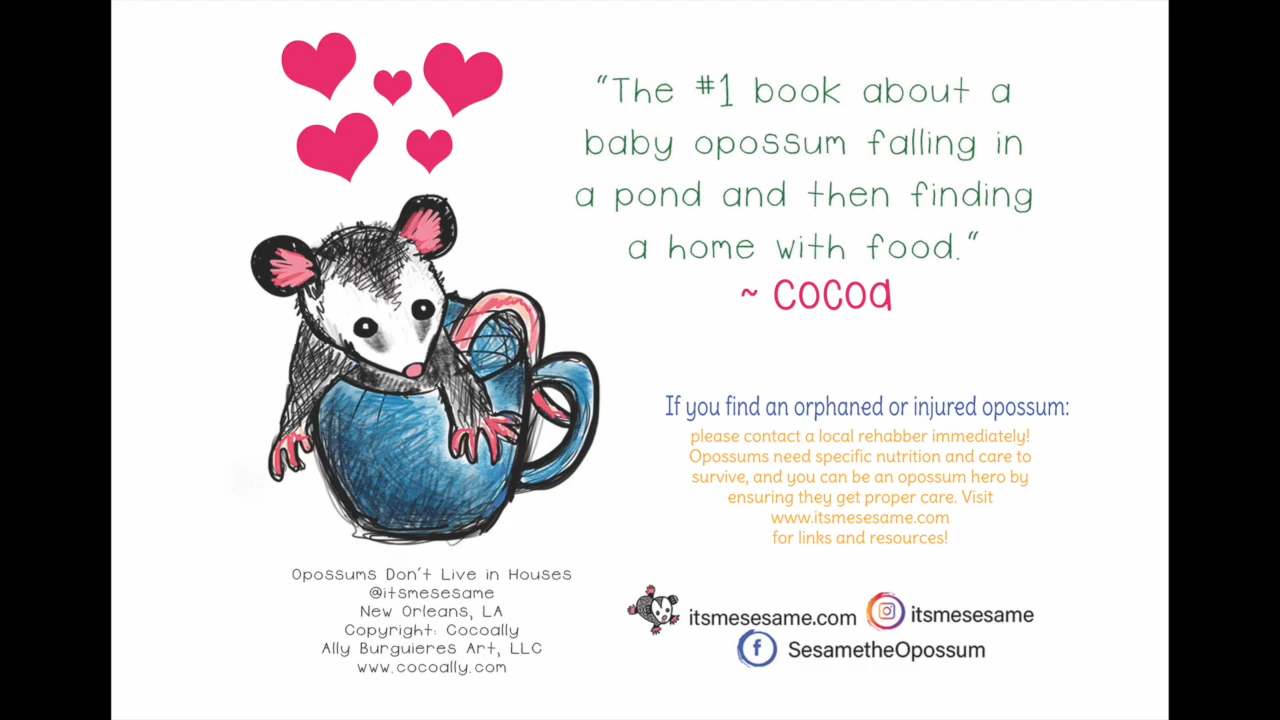 "The #1 book about a
baby opossum falling in
a pond and then finding
a home with food."
~ cocoa
If you find an orphaned or injured opossum:
please contact a local rehabber immediately!
Opossums need specific nutrition and care to
survive, and you can be an opossum hero by
ensuring they get proper care. Visit
www.itsmesesame.com
for links and resources!
Opossums Don't Live in Houses
@itsmesesame
New Orleans, LA
Copyright: Cocoally
Ally Burguieres Art, LLC
www.cocoally.com
itsmesesame.com
itsmesesame
SesametheOpossum